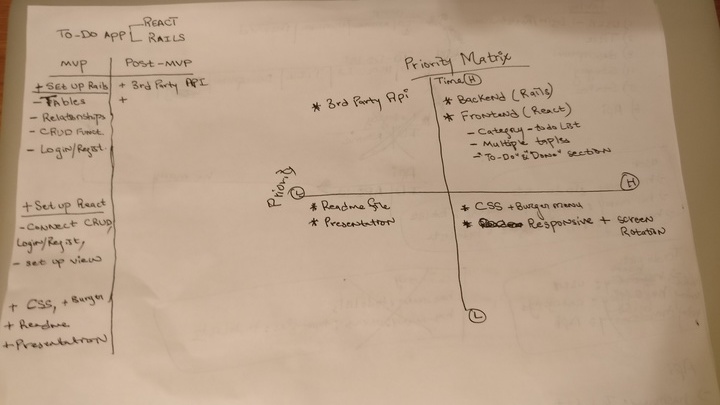 TO-DO APP
REACT
RAILS
MVP
POST-MVP
+ Set up Rails
- Tables
- Relationships
- CRUD Funct.
- Login/Regist.
+ 3rd Party API
+
+ Set up React
- Connect CRUD,
Login/Regist,
- set up view
+ CSS, + Burger
+ Readme
+ Presentation
Priority Matrix
Time (H)
* 3rd Party Api
* Backend (Rails)
* Frontend (React)
- Category - todo List
- Multiple tables
- "To-Do" & "Done" section
Priority
(L)
(H)
* Readme file
* Presentation
* CSS + Burger menu
* Responsive + screen
Rotation
(L)